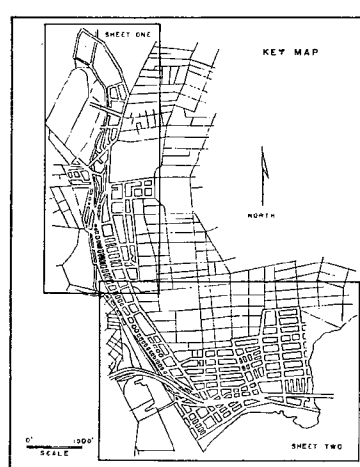 SHEET ONE
KEY MAP
NORTH
0' 1000'
SCALE
SHEET TWO